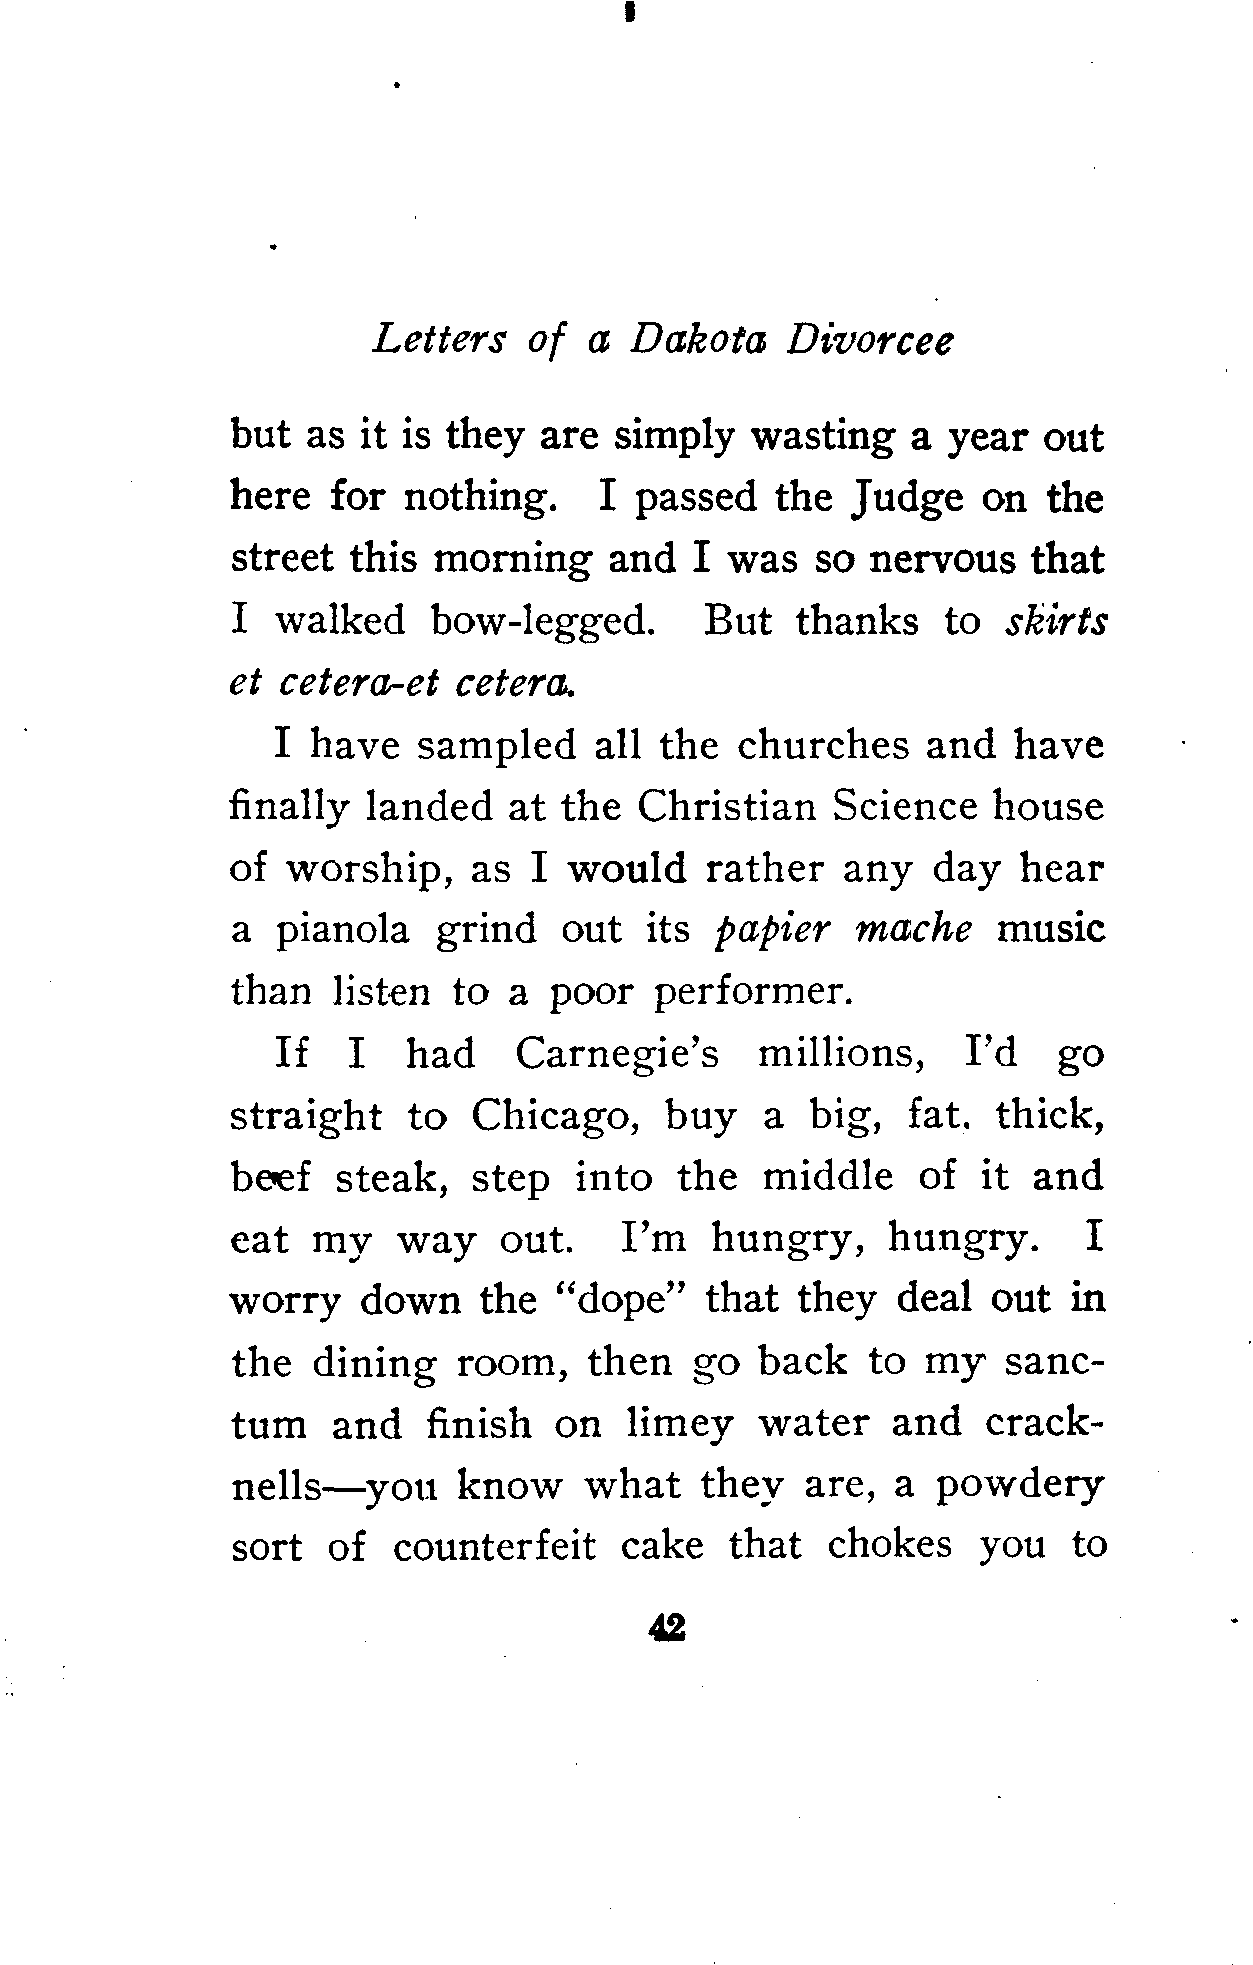 Letters of a Dakota Divorcee
but as it is they are simply wasting a year out
here for nothing. I passed the Judge on the
street this morning and I was so nervous that
I walked bow-legged. But thanks to skirts
et cetera-et cetera.
I have sampled all the churches and have
finally landed at the Christian Science house
of worship, as I would rather any day hear
a pianola grind out its papier mache music
than listen to a poor performer.
If I had Carnegie's millions, I'd go
straight to Chicago, buy a big, fat. thick,
beef steak, step into the middle of it and
eat my way out. I'm hungry, hungry. I
worry down the "dope" that they deal out in
the dining room, then go back to my sanc-
tum and finish on limey water and crack-
nells—you know what they are, a powdery
sort of counterfeit cake that chokes you to
42